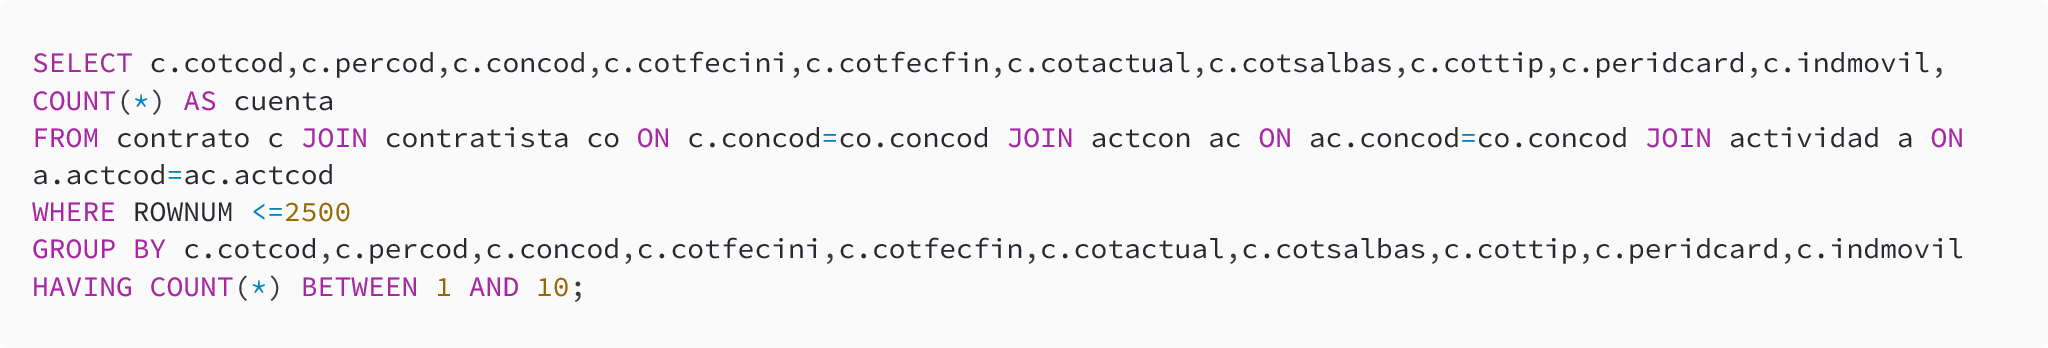 SELECT c.cotcod,c.percod,c.concod,c.cotfecini,c.cotfecfin,c.cotactual,c.cotsalbas,c.cottip,c.peridcard,c.indmovil,
COUNT(*) AS cuenta
FROM contrato c JOIN contratista co ON c.concod=co.concod JOIN actcon ac ON ac.concod=co.concod JOIN actividad a ON
a.actcod=ac.actcod
WHERE ROWNUM <=2500
GROUP BY c.cotcod,c.percod,c.concod,c.cotfecini,c.cotfecfin,c.cotactual,c.cotsalbas,c.cottip,c.peridcard,c.indmovil
HAVING COUNT(*) BETWEEN 1 AND 10;